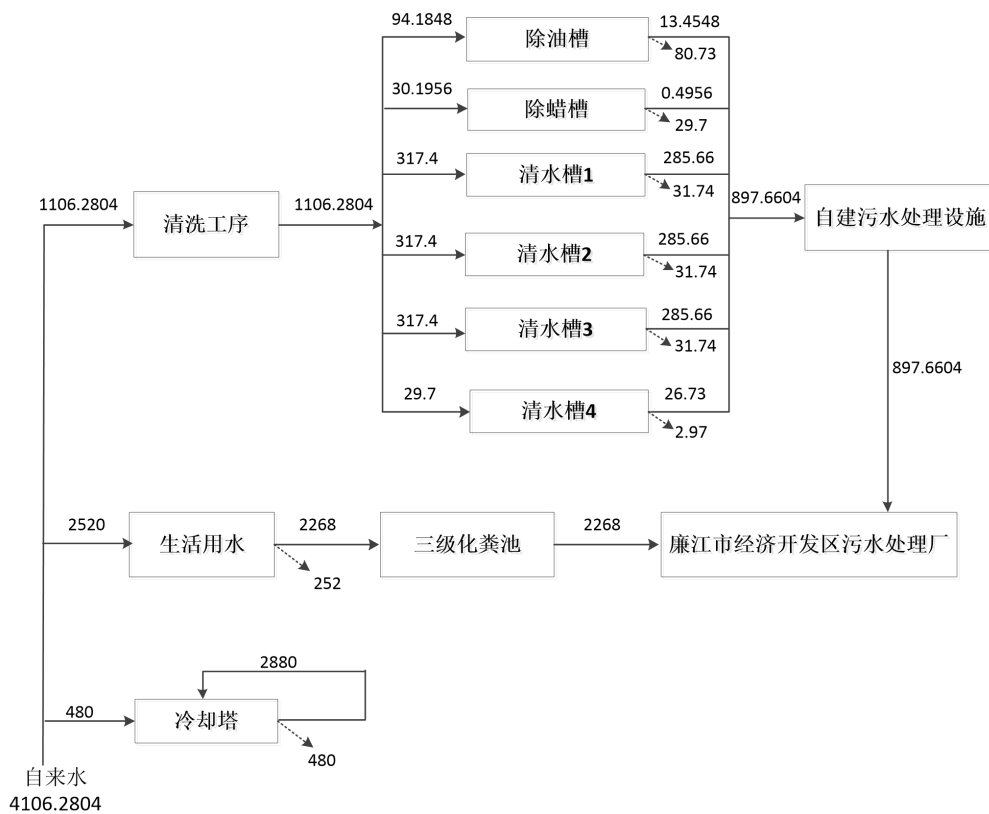 94.1848
除油槽
13.4548
80.73
30.1956
除蜡槽
0.4956
29.7
317.4
清水槽1
285.66
31.74
1106.2804
清洗工序
1106.2804
897.6604
自建污水处理设施
317.4
清水槽2
285.66
31.74
317.4
清水槽3
285.66
31.74
897.6604
29.7
清水槽4
26.73
2.97
2520
生活用水
2268
252
三级化粪池
2268
廉江市经济开发区污水处理厂
2880
480
冷却塔
480
自来水
4106.2804